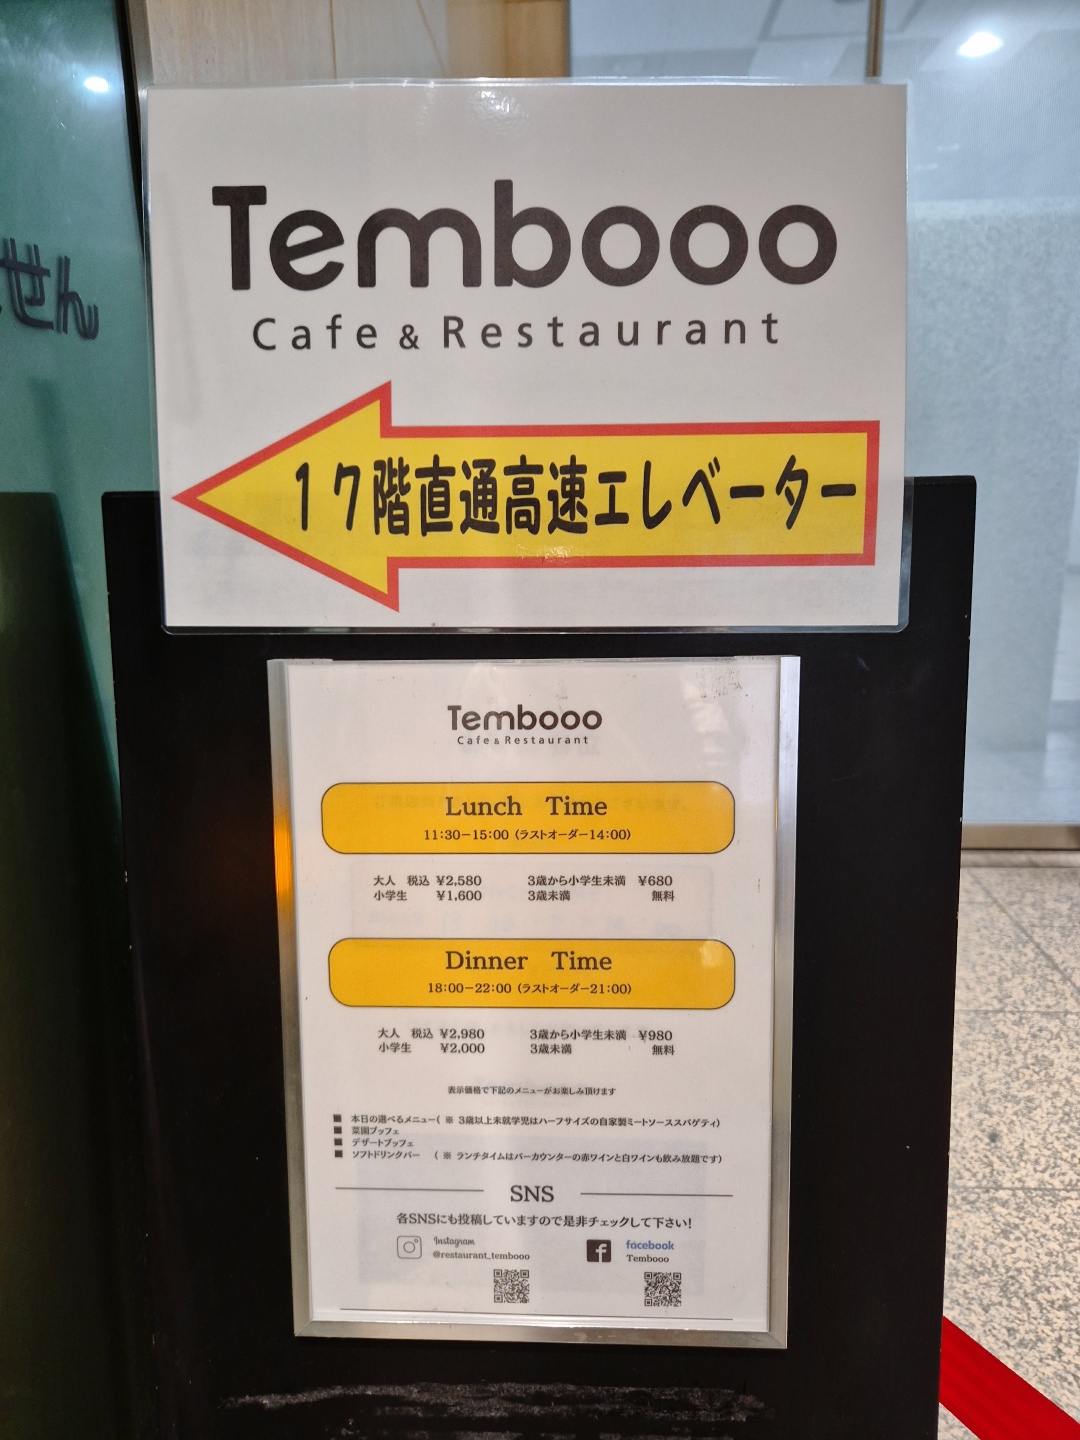 せん
Tembooo
Cafe & Restaurant
17階直通高速エレベーター
Tembooo
Cafe & Restaurant
Lunch Time
11:30－15:00（ラストオーダー14:00）
大人 税込 ¥2,580 3歳から小学生未満 ¥680
小学生 ¥1,600 3歳未満 無料
Dinner Time
18:00－22:00（ラストオーダー21:00）
大人 税込 ¥2,980 3歳から小学生未満 ¥980
小学生 ¥2,000 3歳未満 無料
表示価格で下記のメニューがお楽しみ頂けます
■ 本日の選べるメニュー（ ※ 3歳以上未就学児はハーフサイズの自家製ミートソーススパゲティ）
■ 菜園ブッフェ
■ デザートブッフェ
■ ソフトドリンクバー （ ※ ランチタイムはバーカウンターの赤ワインと白ワインも飲み放題です）
SNS
各SNSにも投稿していますので是非チェックして下さい！
Instagram facebook
@restaurant_tembooo Tembooo